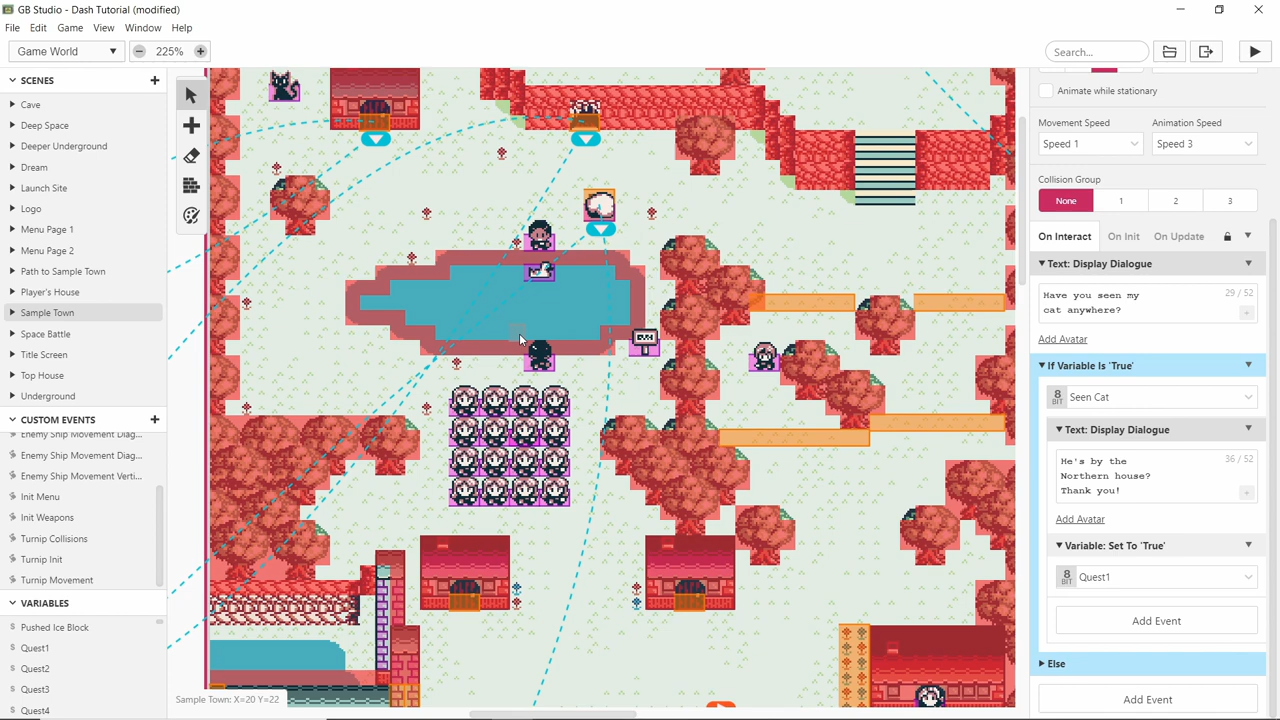 GB Studio - Dash Tutorial (modified)
File Edit Game View Window Help
Game World
225%
Search...
SCENES
Cave
Deep Space
Deeper Underground
Dream
Launch Site
Logo
Menu Page 1
Menu Page 2
Path to Sample Town
Player's House
Sample Town
Space Battle
Title Screen
Top House
Underground
CUSTOM EVENTS
Enemy Ship Movement Diag...
Enemy Ship Movement Diag...
Enemy Ship Movement Verti...
Init Menu
Init Weapons
Turnip Collisions
Turnip Init
Turnip Movement
VARIABLES
Pushed Ice Block
Quest1
Quest2
Quest3
Quest4
Sample Town: X=20 Y=22
Animate while stationary
Movement Speed
Animation Speed
Speed 1
Speed 3
Collision Group
None 1 2 3
On Interact On Init On Update
Text: Display Dialogue
Have you seen my
cat anywhere?
29 / 52
Add Avatar
If Variable Is 'True'
8 BIT Seen Cat
Text: Display Dialogue
He's by the
Northern house?
Thank you!
36 / 52
Add Avatar
Variable: Set To 'True'
8 BIT Quest1
Add Event
Else
Add Event